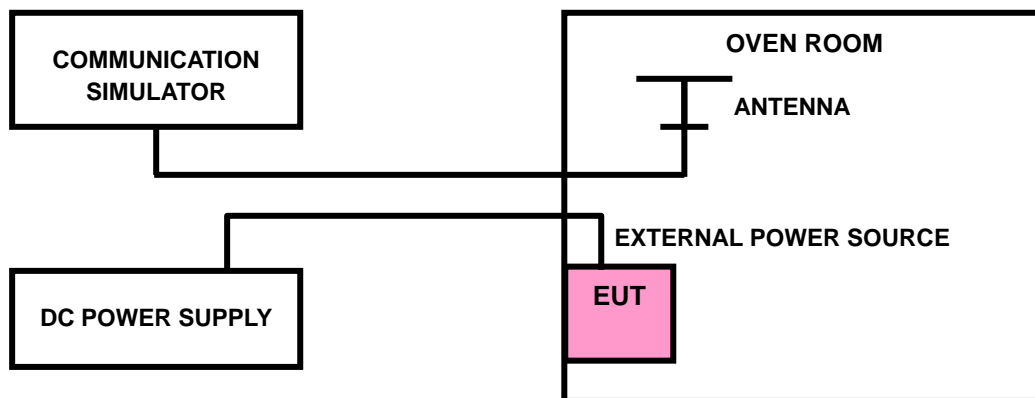 COMMUNICATION
SIMULATOR
OVEN ROOM
ANTENNA
EXTERNAL POWER SOURCE
EUT
DC POWER SUPPLY